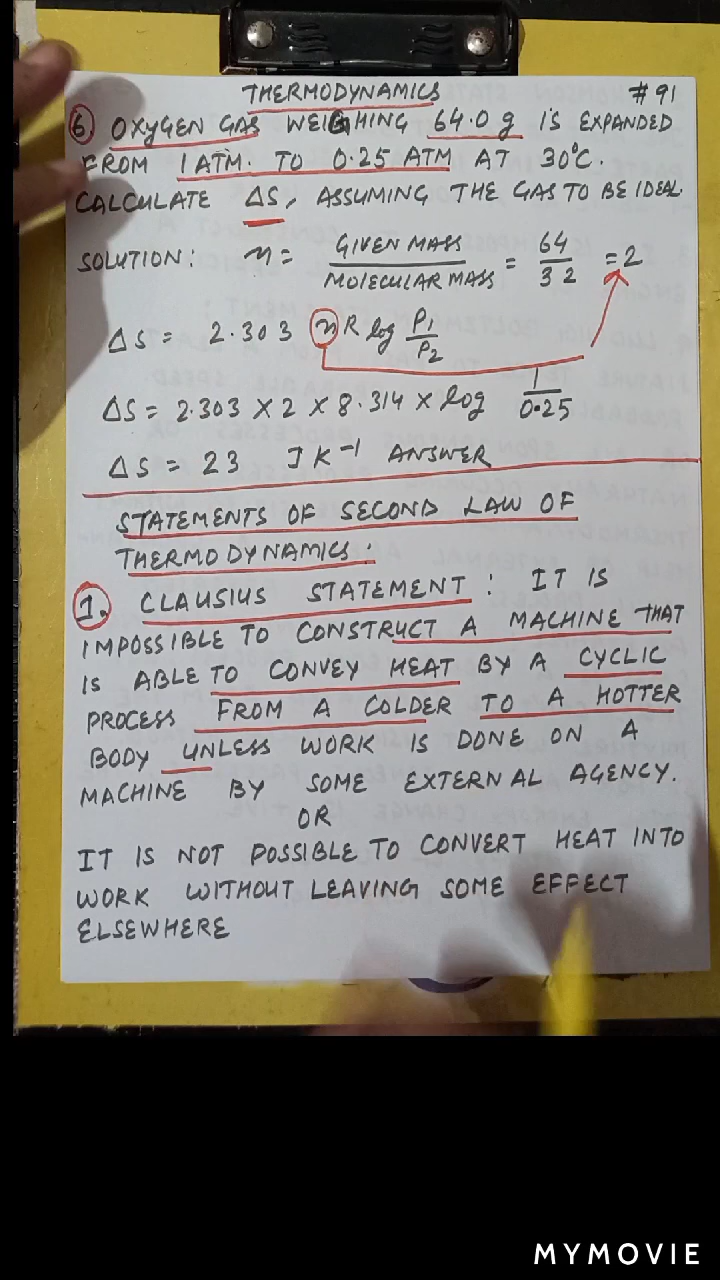 THERMODYNAMICS #91
6. OXYGEN GAS WEIGHING 64.0 g IS EXPANDED
FROM 1 ATM. TO 0.25 ATM AT 30°C.
CALCULATE ΔS, ASSUMING THE GAS TO BE IDEAL.
SOLUTION: n = GIVEN MASS / MOLECULAR MASS = 64 / 32 = 2
ΔS = 2.303 n R log P1 / P2
ΔS = 2.303 × 2 × 8.314 × log 1 / 0.25
ΔS = 23 J K⁻¹ ANSWER
STATEMENTS OF SECOND LAW OF
THERMODYNAMICS:
1. CLAUSIUS STATEMENT: IT IS
IMPOSSIBLE TO CONSTRUCT A MACHINE THAT
IS ABLE TO CONVEY HEAT BY A CYCLIC
PROCESS FROM A COLDER TO A HOTTER
BODY UNLESS WORK IS DONE ON A
MACHINE BY SOME EXTERNAL AGENCY.
OR
IT IS NOT POSSIBLE TO CONVERT HEAT INTO
WORK WITHOUT LEAVING SOME EFFECT
ELSEWHERE
MYMOVIE